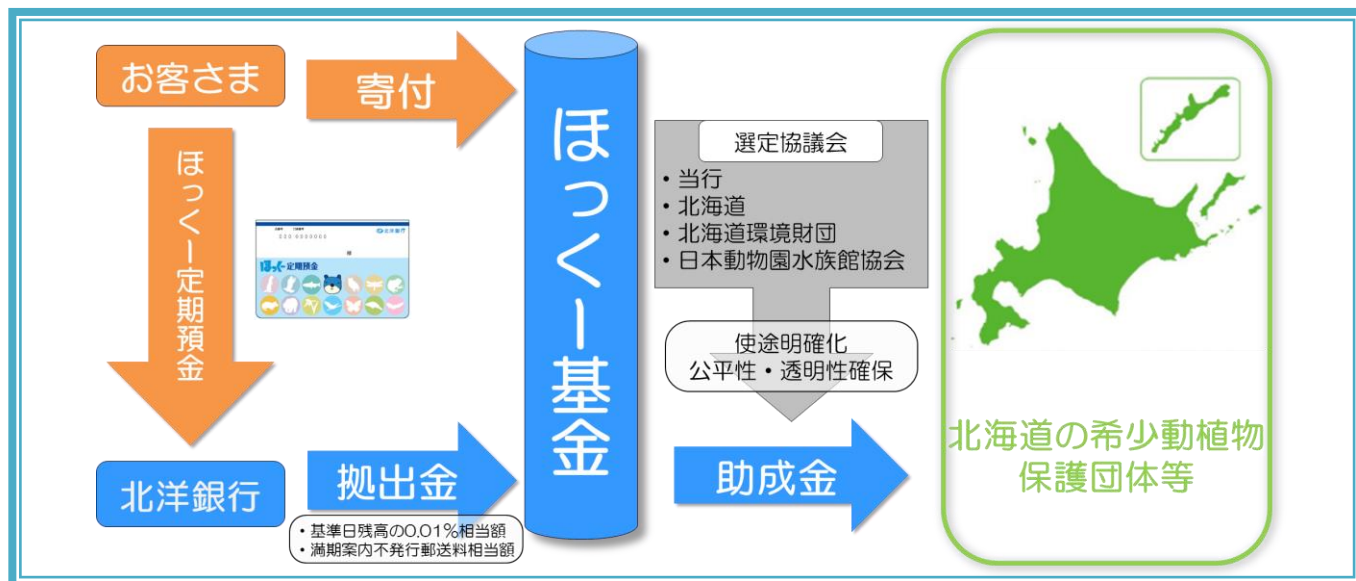 お客さま
寄付
ほっくー定期預金
北洋銀行
ほっくー定期預金
北洋銀行
拠出金
・基準日残高の0.01%相当額
・満期案内不発行郵送料相当額
ほっくー基金
選定協議会
・当行
・北海道
・北海道環境財団
・日本動物園水族館協会
使途明確化
公平性・透明性確保
助成金
北海道の希少動植物
保護団体等